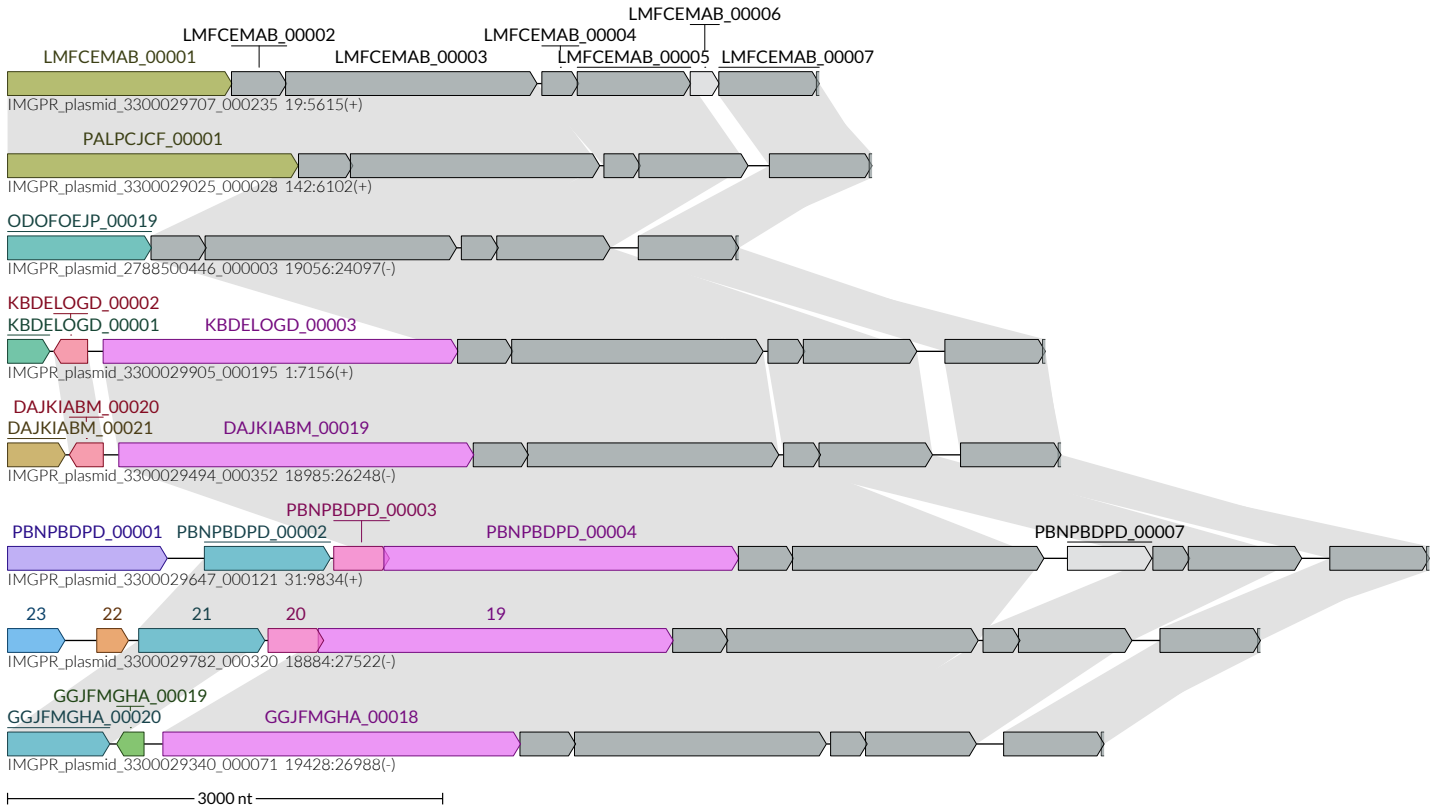 LMFCEMAB_00006
LMFCEMAB_00002 LMFCEMAB_00004
LMFCEMAB_00001 LMFCEMAB_00003 LMFCEMAB_00005 LMFCEMAB_00007
IMGPR_plasmid_3300029707_000235 19:5615(+)
PALPCJCF_00001
IMGPR_plasmid_3300029025_000028 142:6102(+)
ODOFOEJP_00019
IMGPR_plasmid_2788500446_000003 19056:24097(-)
KBDELOGD_00002
KBDELOGD_00001 KBDELOGD_00003
IMGPR_plasmid_3300029905_000195 1:7156(+)
DAJKIABM_00020
DAJKIABM_00021 DAJKIABM_00019
IMGPR_plasmid_3300029494_000352 18985:26248(-)
PBNPBDPD_00003
PBNPBDPD_00001 PBNPBDPD_00002 PBNPBDPD_00004 PBNPBDPD_00007
IMGPR_plasmid_3300029647_000121 31:9834(+)
23 22 21 20 19
IMGPR_plasmid_3300029782_000320 18884:27522(-)
GGJFMGHA_00019
GGJFMGHA_00020 GGJFMGHA_00018
IMGPR_plasmid_3300029340_000071 19428:26988(-)
3000 nt